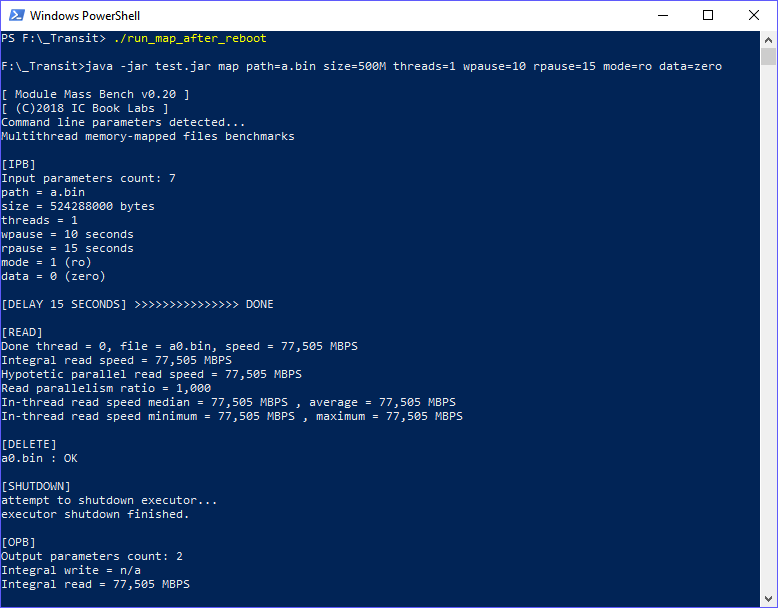 Windows PowerShell
PS F:\_Transit> ./run_map_after_reboot
F:\_Transit>java -jar test.jar map path=a.bin size=500M threads=1 wpause=10 rpause=15 mode=ro data=zero
[ Module Mass Bench v0.20 ]
[ (C)2018 IC Book Labs ]
Command line parameters detected...
Multithread memory-mapped files benchmarks
[IPB]
Input parameters count: 7
path = a.bin
size = 524288000 bytes
threads = 1
wpause = 10 seconds
rpause = 15 seconds
mode = 1 (ro)
data = 0 (zero)
[DELAY 15 SECONDS] >>>>>>>>>>>>>>> DONE
[READ]
Done thread = 0, file = a0.bin, speed = 77,505 MBPS
Integral read speed = 77,505 MBPS
Hypotetic parallel read speed = 77,505 MBPS
Read parallelism ratio = 1,000
In-thread read speed median = 77,505 MBPS , average = 77,505 MBPS
In-thread read speed minimum = 77,505 MBPS , maximum = 77,505 MBPS
[DELETE]
a0.bin : OK
[SHUTDOWN]
attempt to shutdown executor...
executor shutdown finished.
[OPB]
Output parameters count: 2
Integral write = n/a
Integral read = 77,505 MBPS